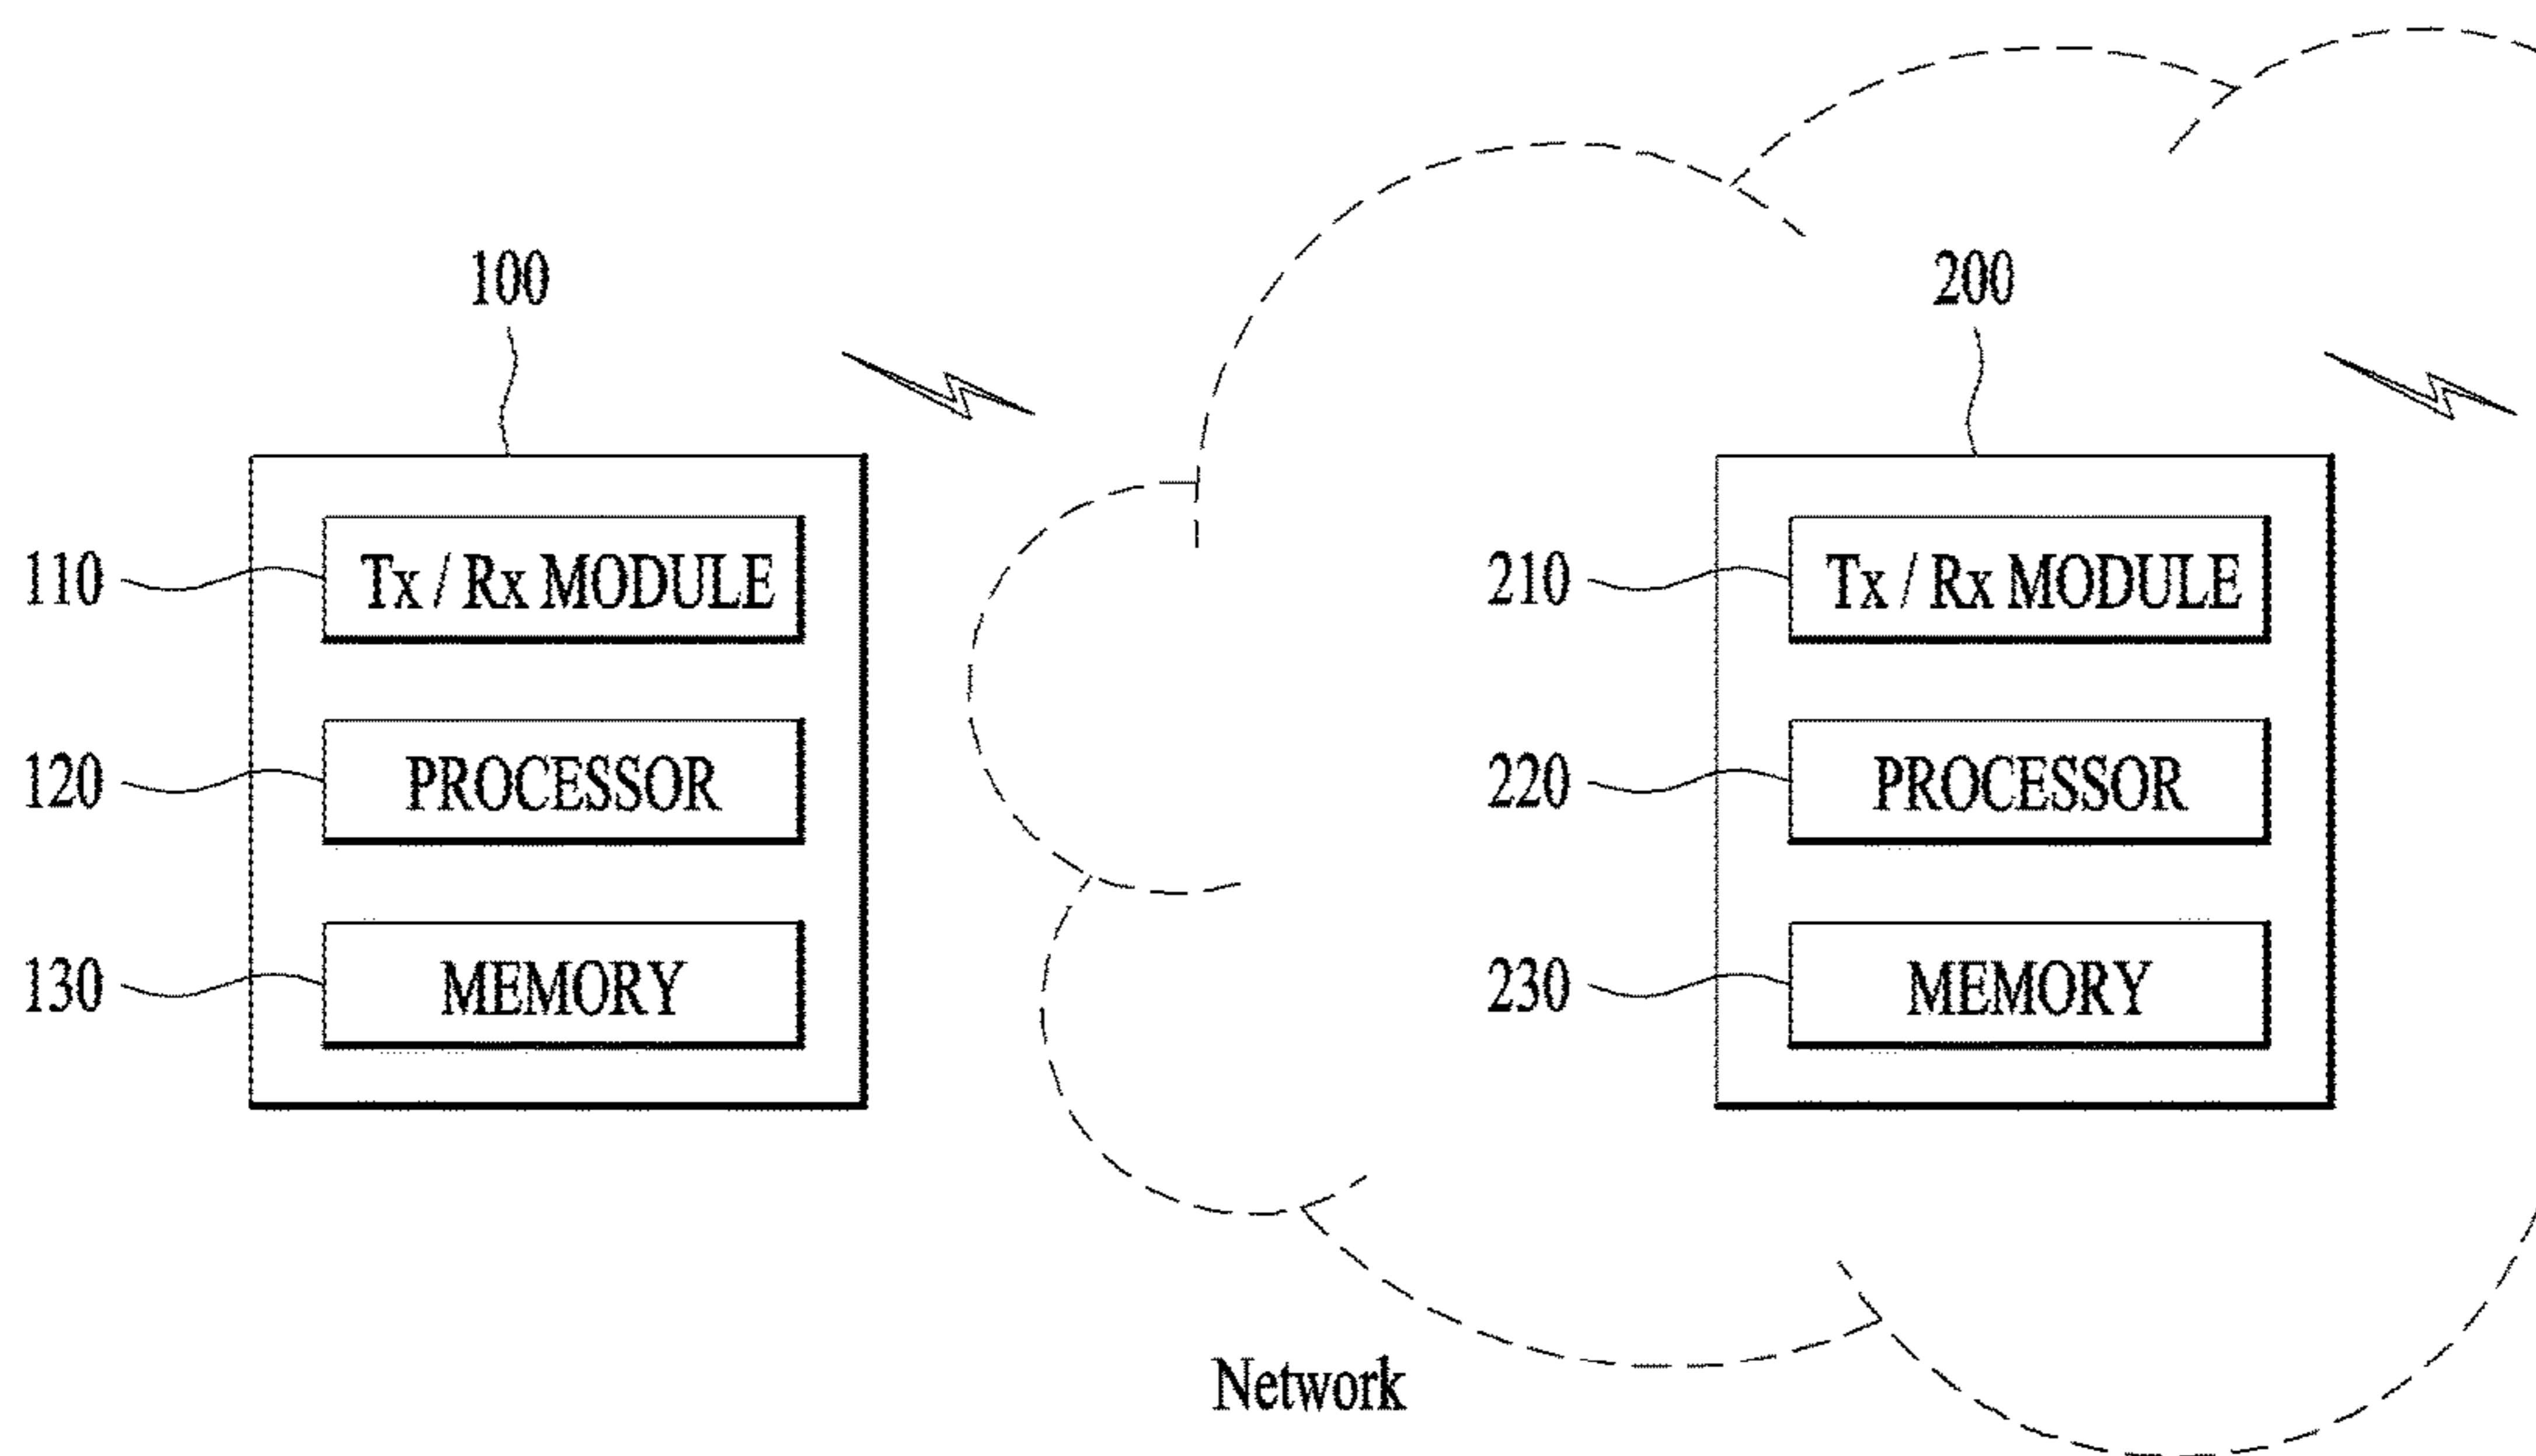 100
200
110
Tx / Rx MODULE
210
Tx / Rx MODULE
120
PROCESSOR
220
PROCESSOR
130
MEMORY
230
MEMORY
Network